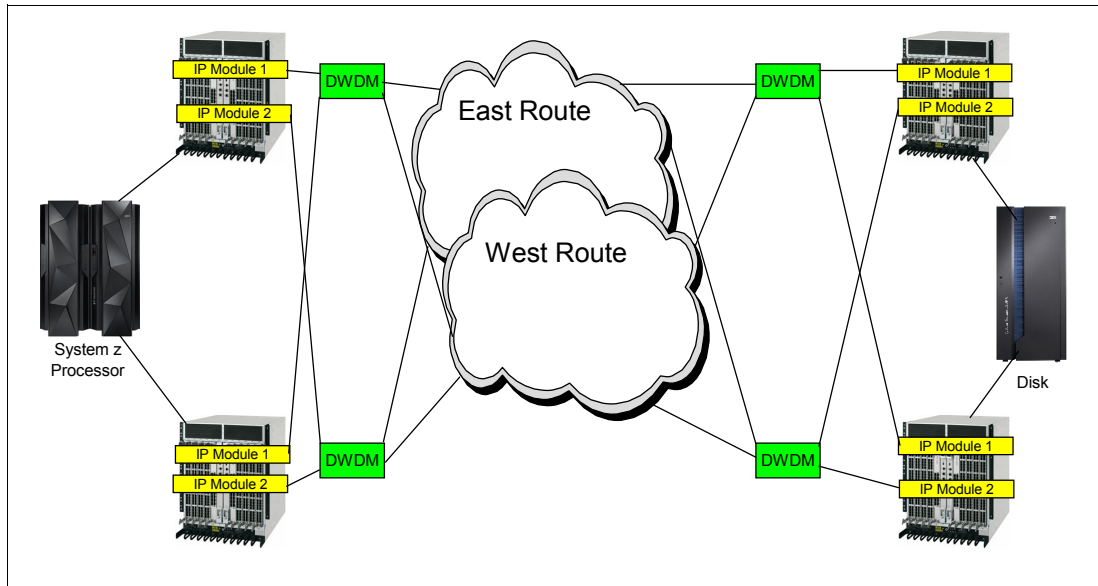 IP Module 1
IP Module 2
DWDM
East Route
West Route
DWDM
IP Module 1
IP Module 2
System z
Processor
Disk
IP Module 1
IP Module 2
DWDM
DWDM
IP Module 1
IP Module 2